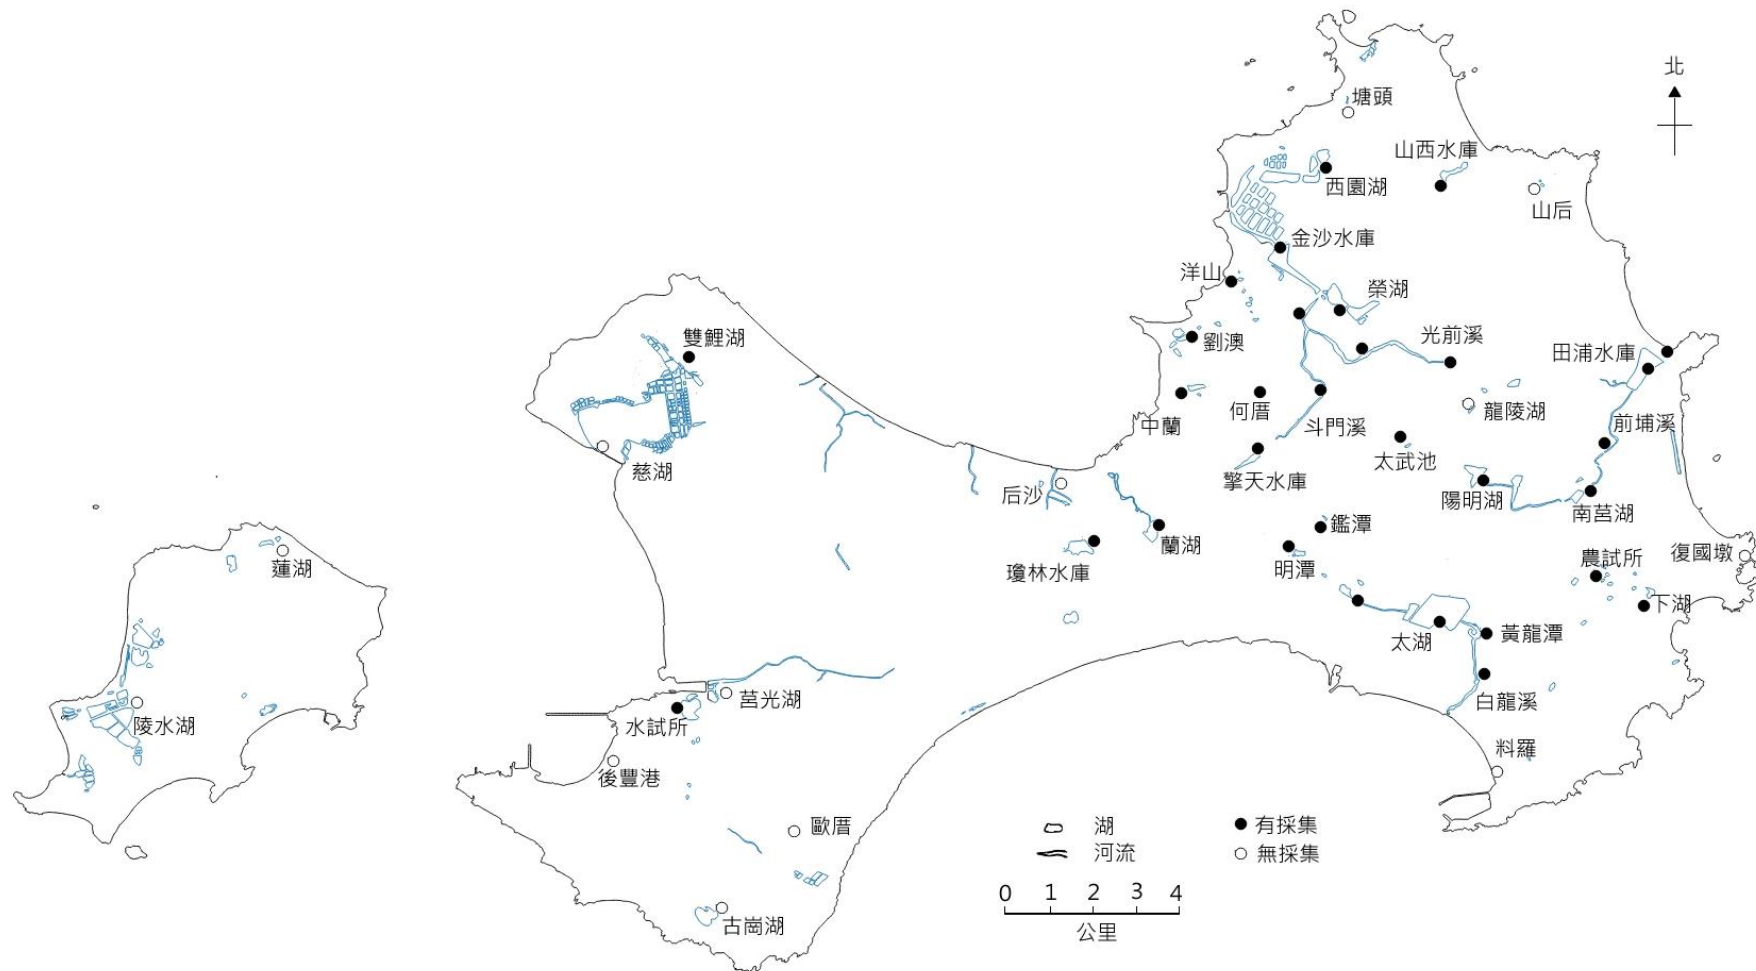 北
塘頭
山西水庫
西園湖
山后
金沙水庫
洋山
榮湖
雙鯉湖
劉澳
光前溪
田浦水庫
中蘭
何厝
斗門溪
龍陵湖
前埔溪
慈湖
擎天水庫
太武池
后沙
陽明湖
南莒湖
蘭湖
鑑潭
瓊林水庫
明潭
農試所
復國墩
蓮湖
下湖
太湖
黃龍潭
莒光湖
白龍溪
陵水湖
水試所
料羅
後豐港
歐厝
古崗湖
湖
有採集
河流
無採集
0 1 2 3 4
公里